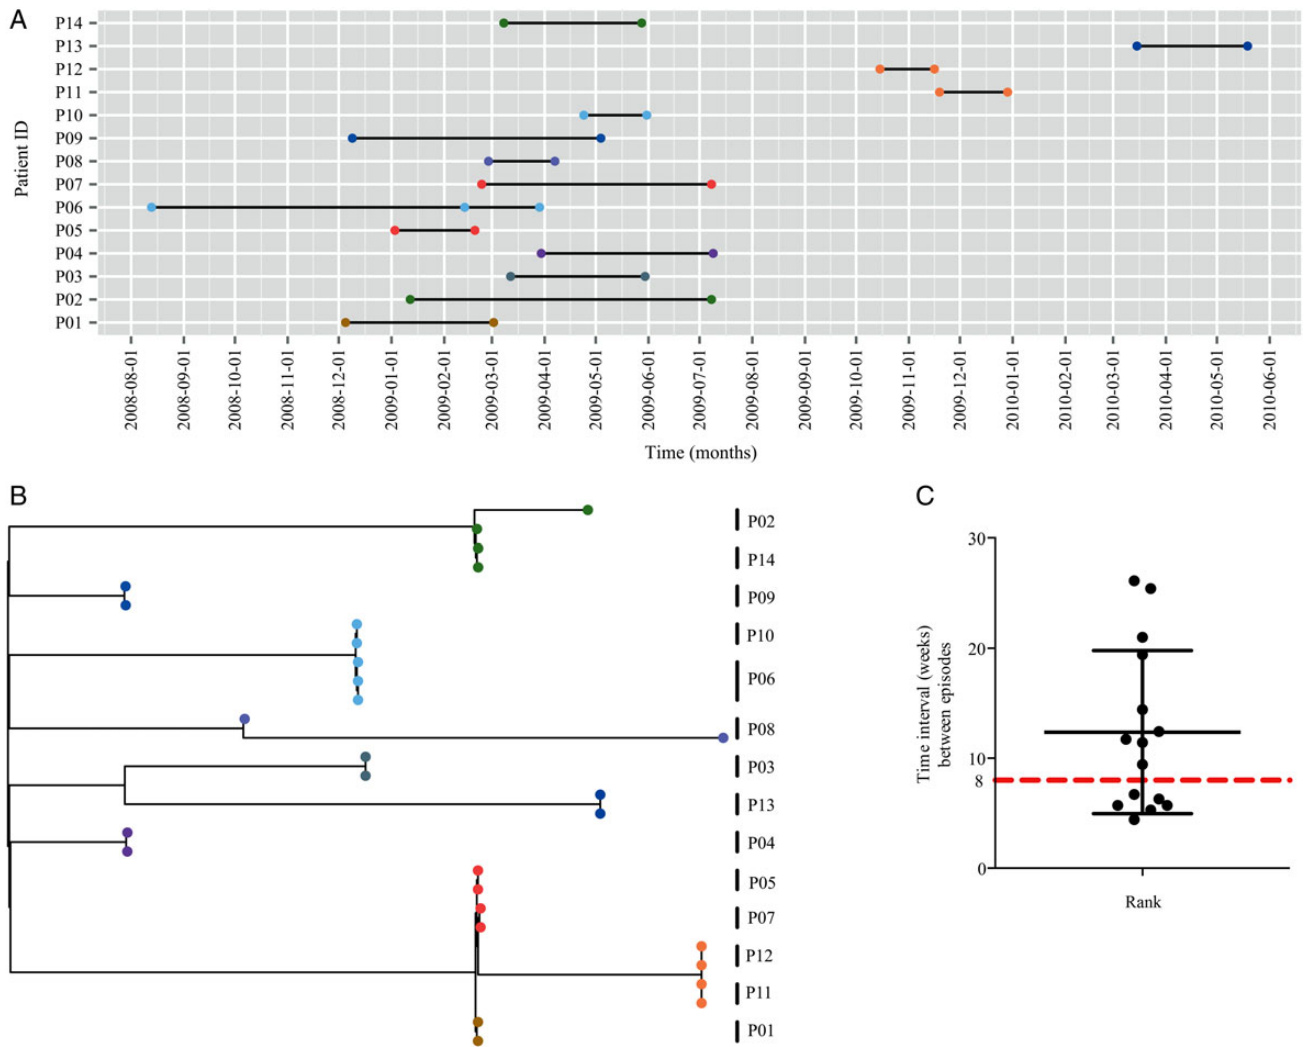 A
P14
P13
P12
P11
P10
P09
P08
P07
P06
P05
P04
P03
P02
P01
Patient ID
2008-08-01
2008-09-01
2008-10-01
2008-11-01
2008-12-01
2009-01-01
2009-02-01
2009-03-01
2009-04-01
2009-05-01
2009-06-01
2009-07-01
2009-08-01
2009-09-01
2009-10-01
2009-11-01
2009-12-01
2010-01-01
2010-02-01
2010-03-01
2010-04-01
2010-05-01
2010-06-01
Time (months)
B
P02
P14
P09
P10
P06
P08
P03
P13
P04
P05
P07
P12
P11
P01
C
30
20
10
8
0
Time interval (weeks)
between episodes
Rank